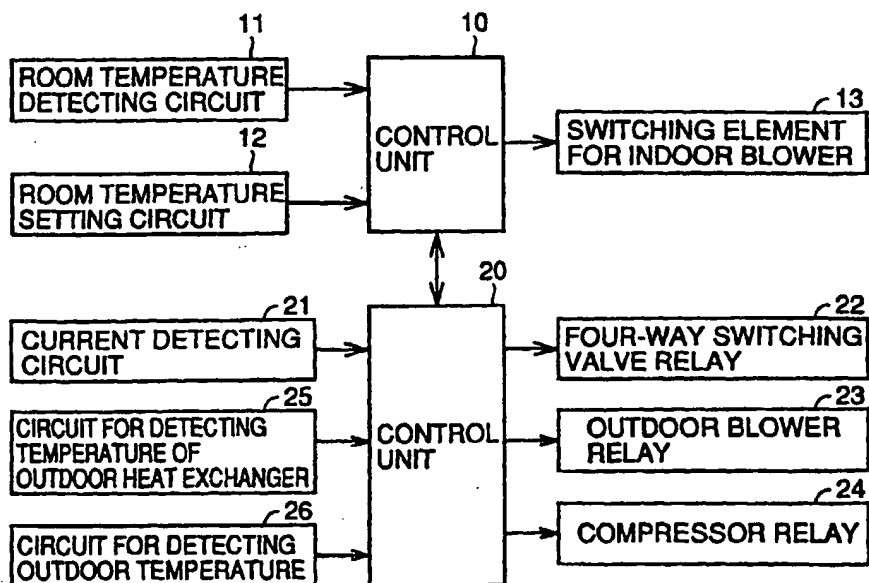 11
ROOM TEMPERATURE
DETECTING CIRCUIT
12
ROOM TEMPERATURE
SETTING CIRCUIT
10
CONTROL
UNIT
13
SWITCHING ELEMENT
FOR INDOOR BLOWER
21
CURRENT DETECTING
CIRCUIT
25
CIRCUIT FOR DETECTING
TEMPERATURE OF
OUTDOOR HEAT EXCHANGER
26
CIRCUIT FOR DETECTING
OUTDOOR TEMPERATURE
20
CONTROL
UNIT
22
FOUR-WAY SWITCHING
VALVE RELAY
23
OUTDOOR BLOWER
RELAY
24
COMPRESSOR RELAY